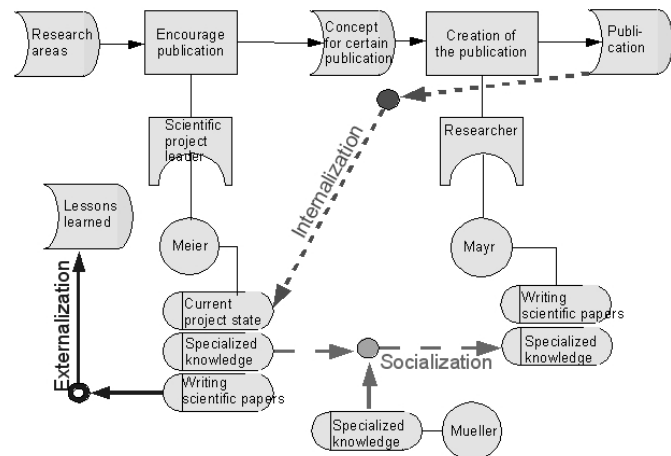 Research
areas
Encourage
publication
Concept
for certain
publication
Creation of
the publication
Publi-
cation
Scientific
project
leader
Researcher
Internalization
Lessons
learned
Meier
Mayr
Externalization
Current
project state
Writing
scientific papers
Specialized
knowledge
Specialized
knowledge
Socialization
Writing
scientific papers
Specialized
knowledge
Mueller